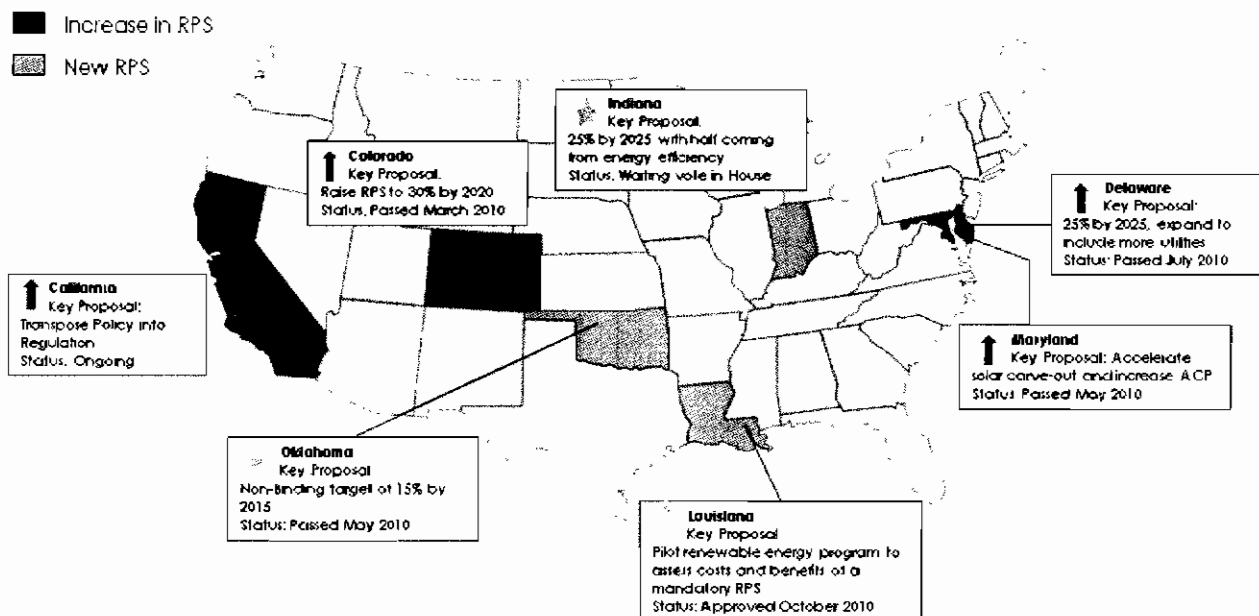 Increase in RPS
New RPS
Indiana
Key Proposal:
25% by 2025 with half coming
from energy efficiency
Status: Waiting vote in House
Colorado
Key Proposal:
Raise RPS to 30% by 2020
Status: Passed March 2010
Delaware
Key Proposal:
25% by 2025, expand to
include more utilities
Status: Passed July 2010
California
Key Proposal:
Transpose Policy into
Regulation
Status: Ongoing
Maryland
Key Proposal: Accelerate
solar carve-out and increase ACP
Status: Passed May 2010
Oklahoma
Key Proposal
Non-Binding target of 15% by
2015
Status: Passed May 2010
Louisiana
Key Proposal
Pilot renewable energy program to
assess costs and benefits of a
mandatory RPS
Status: Approved October 2010